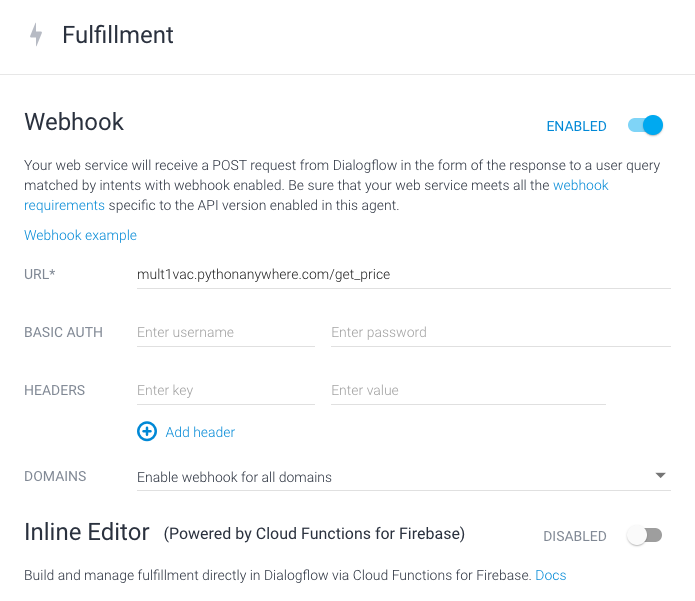 Fulfillment
Webhook
ENABLED
Your web service will receive a POST request from Dialogflow in the form of the response to a user query
matched by intents with webhook enabled. Be sure that your web service meets all the webhook
requirements specific to the API version enabled in this agent.
Webhook example
URL* mult1vac.pythonanywhere.com/get_price
BASIC AUTH Enter username Enter password
HEADERS Enter key Enter value
Add header
DOMAINS Enable webhook for all domains
Inline Editor (Powered by Cloud Functions for Firebase) DISABLED
Build and manage fulfillment directly in Dialogflow via Cloud Functions for Firebase. Docs